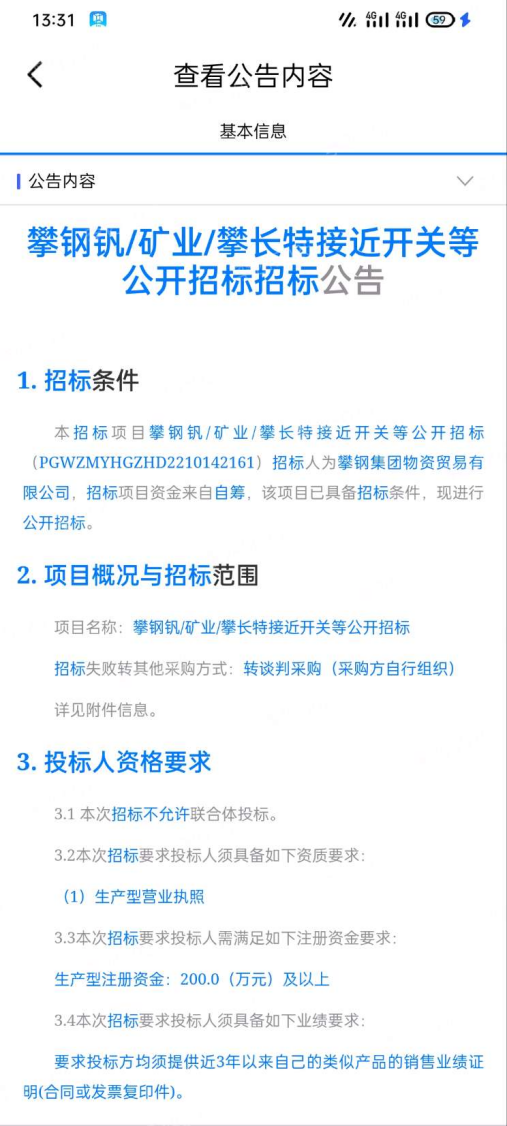 13:31
4G 4G 59
查看公告内容
基本信息
公告内容
攀钢钒/矿业/攀长特接近开关等
公开招标招标公告
1. 招标条件
本招标项目攀钢钒/矿业/攀长特接近开关等公开招标
（PGWZMYHGZHD2210142161）招标人为攀钢集团物资贸易有
限公司，招标项目资金来自自筹，该项目已具备招标条件，现进行
公开招标。
2. 项目概况与招标范围
项目名称：攀钢钒/矿业/攀长特接近开关等公开招标
招标失败转其他采购方式：转谈判采购（采购方自行组织）
详见附件信息。
3. 投标人资格要求
3.1 本次招标不允许联合体投标。
3.2本次招标要求投标人须具备如下资质要求：
（1）生产型营业执照
3.3本次招标要求投标人需满足如下注册资金要求：
生产型注册资金：200.0（万元）及以上
3.4本次招标要求投标人须具备如下业绩要求：
要求投标方均须提供近3年以来自己的类似产品的销售业绩证
明(合同或发票复印件)。